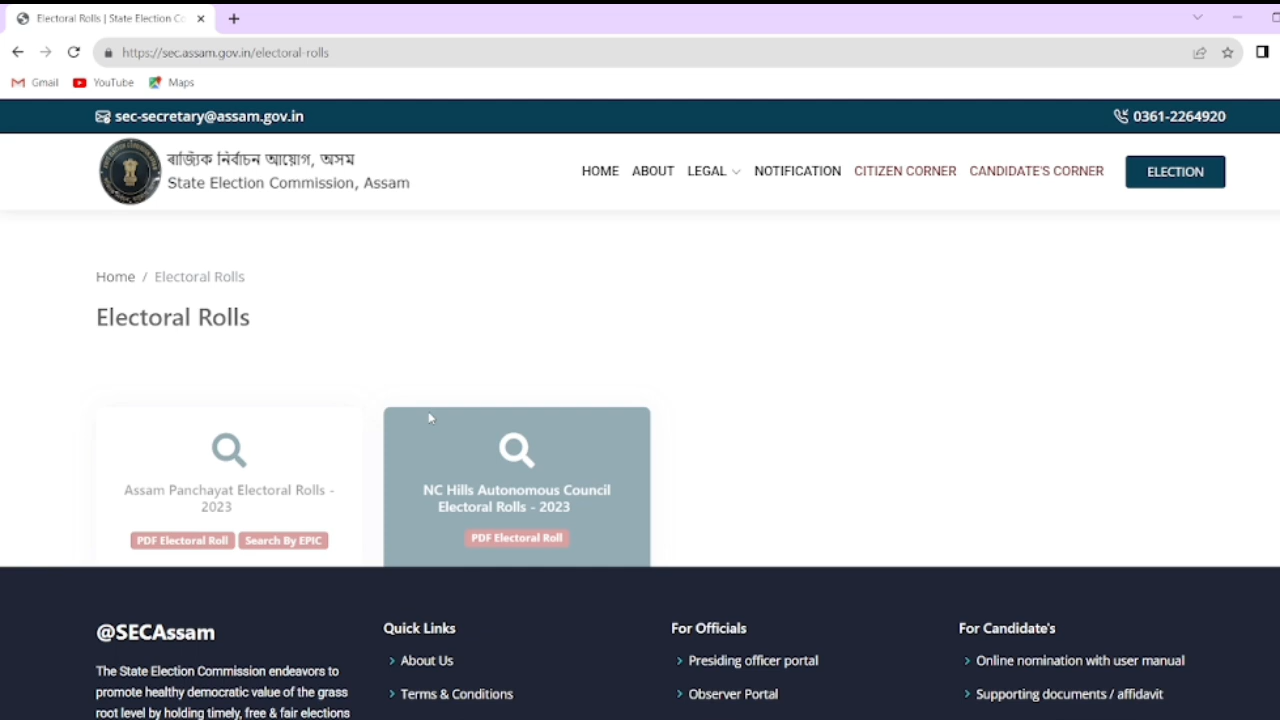 Electoral Rolls | State Election Co
https://sec.assam.gov.in/electoral-rolls
Gmail YouTube Maps
sec-secretary@assam.gov.in 0361-2264920
ৰাজ্যিক নিৰ্বাচন আয়োগ, অসম
State Election Commission, Assam
HOME ABOUT LEGAL NOTIFICATION CITIZEN CORNER CANDIDATE'S CORNER ELECTION
Home / Electoral Rolls
Electoral Rolls
Assam Panchayat Electoral Rolls -
2023
PDF Electoral Roll Search By EPIC
NC Hills Autonomous Council
Electoral Rolls - 2023
PDF Electoral Roll
@SECAssam
The State Election Commission endeavors to
promote healthy democratic value of the grass
root level by holding timely, free & fair elections
Quick Links
About Us
Terms & Conditions
For Officials
Presiding officer portal
Observer Portal
For Candidate's
Online nomination with user manual
Supporting documents / affidavit